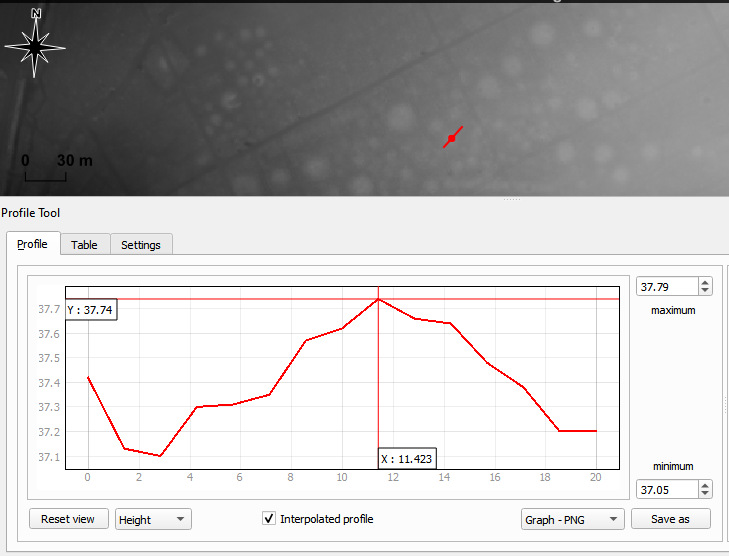 N
0 30 m
Profile Tool
Profile Table Settings
37.7
37.6
37.5
37.4
37.3
37.2
37.1
Y : 37.74
X : 11.423
0 2 4 6 8 10 12 14 16 18 20
37.79
maximum
minimum
37.05
Reset view Height Interpolated profile Graph - PNG Save as